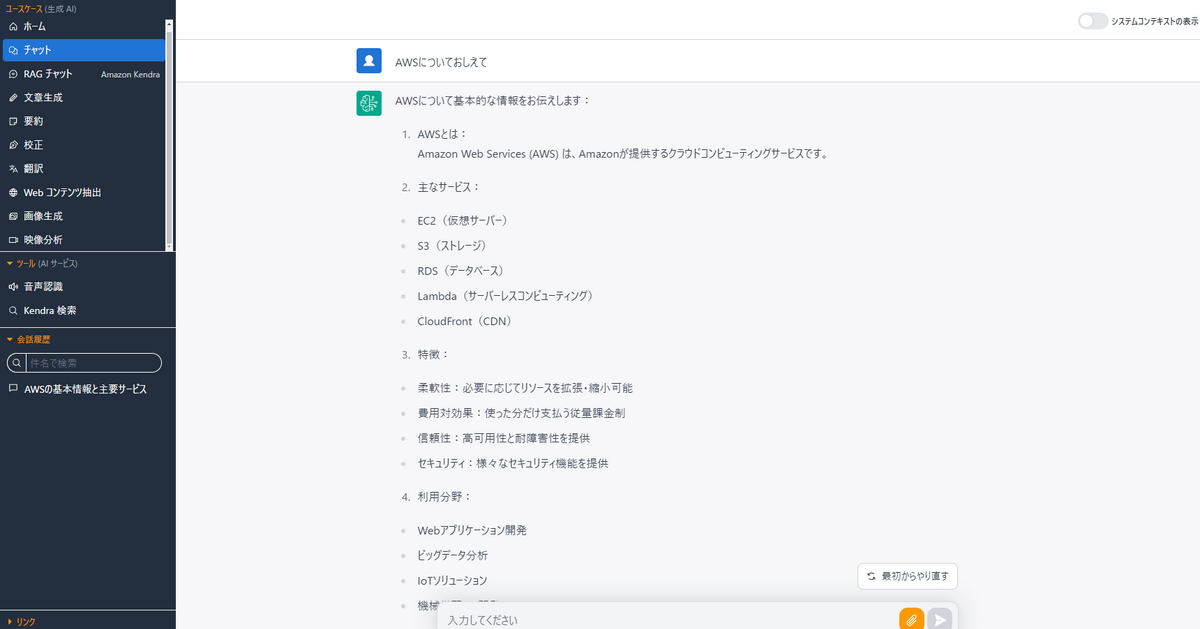 ユースケース (生成 AI)
ホーム
チャット
RAG チャット Amazon Kendra
文章生成
要約
校正
翻訳
Web コンテンツ抽出
画像生成
映像分析
ツール (AI サービス)
音声認識
Kendra 検索
会話履歴
件名で検索
AWSの基本情報と主要サービス
リンク
システムコンテキストの表示
AWSについておしえて
AWSについて基本的な情報をお伝えします：
1. AWSとは：
Amazon Web Services (AWS) は、Amazonが提供するクラウドコンピューティングサービスです。
2. 主なサービス：
EC2（仮想サーバー）
S3（ストレージ）
RDS（データベース）
Lambda（サーバーレスコンピューティング）
CloudFront（CDN）
3. 特徴：
柔軟性：必要に応じてリソースを拡張・縮小可能
費用対効果：使った分だけ支払う従量課金制
信頼性：高可用性と耐障害性を提供
セキュリティ：様々なセキュリティ機能を提供
4. 利用分野：
Webアプリケーション開発
ビッグデータ分析
IoTソリューション
機械
最初からやり直す
入力してください